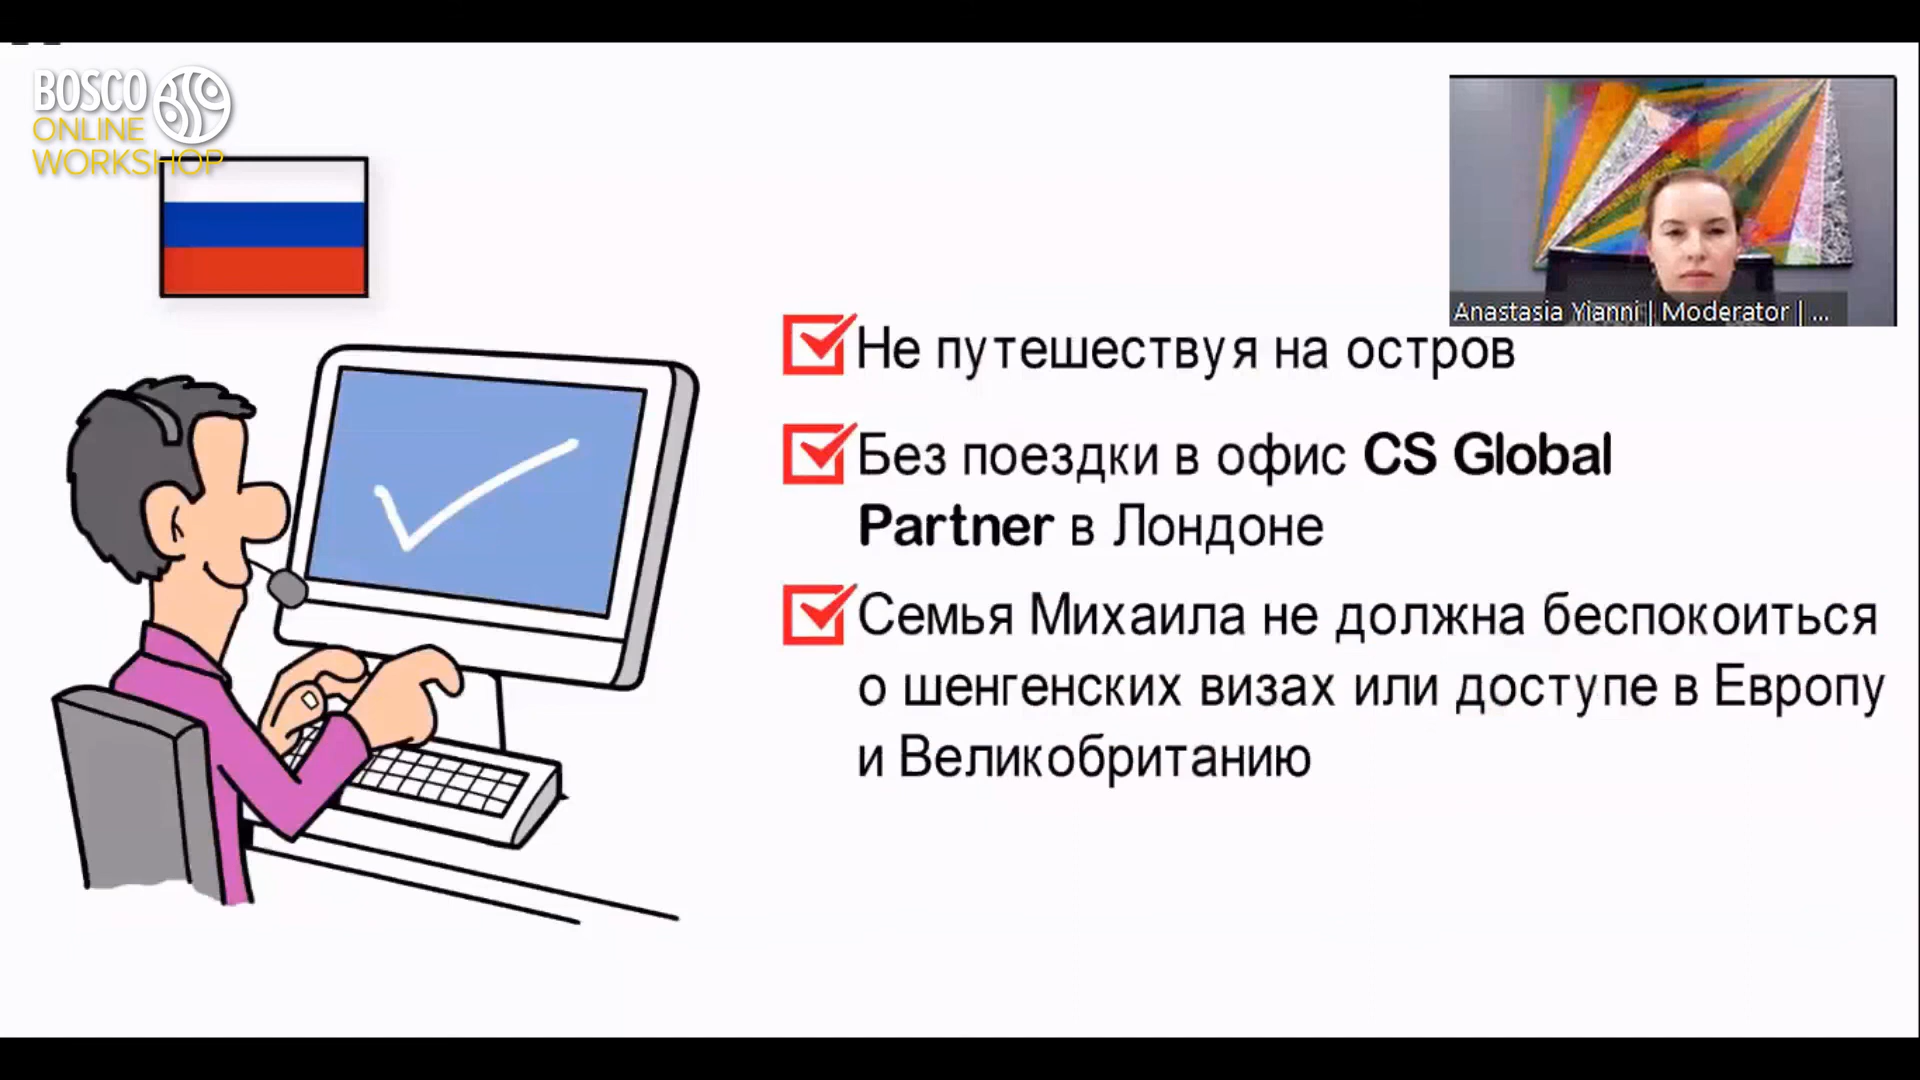 BOSCO
ONLINE
WORKSHOP
Anastasia Yianni | Moderator | ...
Не путешествуя на остров
Без поездки в офис CS Global
Partner в Лондоне
Семья Михаила не должна беспокоиться
о шенгенских визах или доступе в Европу
и Великобританию